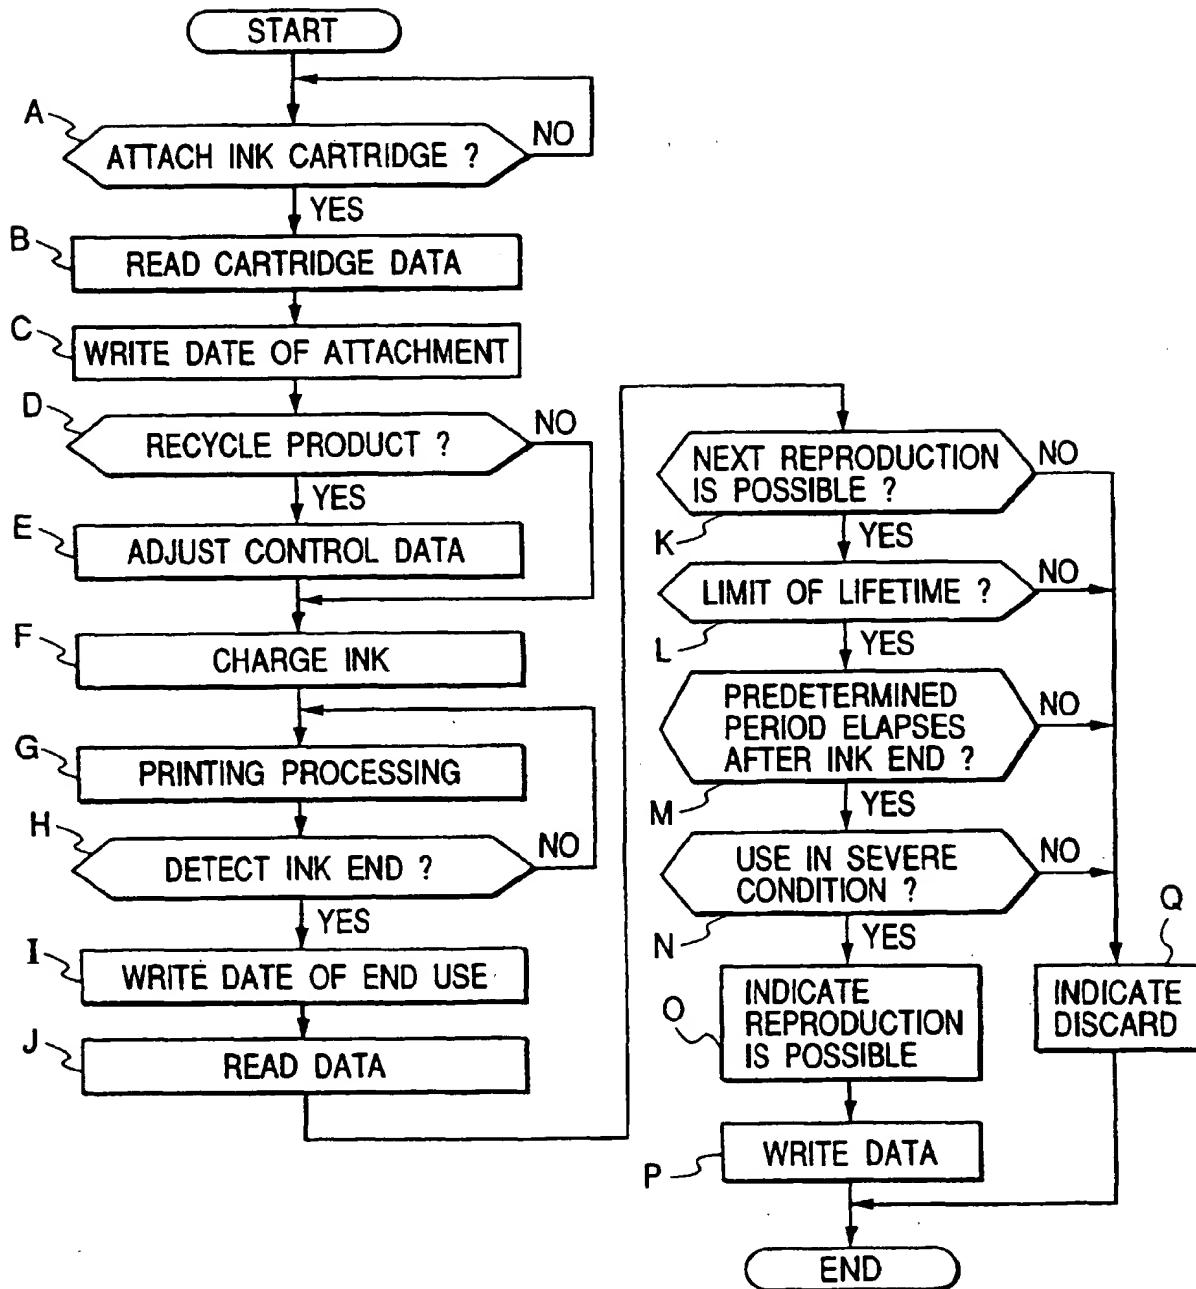 START
A
ATTACH INK CARTRIDGE ?
NO
YES
B
READ CARTRIDGE DATA
C
WRITE DATE OF ATTACHMENT
D
RECYCLE PRODUCT ?
NO
YES
E
ADJUST CONTROL DATA
F
CHARGE INK
G
PRINTING PROCESSING
H
DETECT INK END ?
NO
YES
I
WRITE DATE OF END USE
J
READ DATA
NEXT REPRODUCTION
IS POSSIBLE ?
NO
K
YES
LIMIT OF LIFETIME ?
NO
L
YES
PREDETERMINED
PERIOD ELAPSES
AFTER INK END ?
NO
M
YES
USE IN SEVERE
CONDITION ?
NO
N
YES
O
INDICATE
REPRODUCTION
IS POSSIBLE
Q
INDICATE
DISCARD
P
WRITE DATA
END